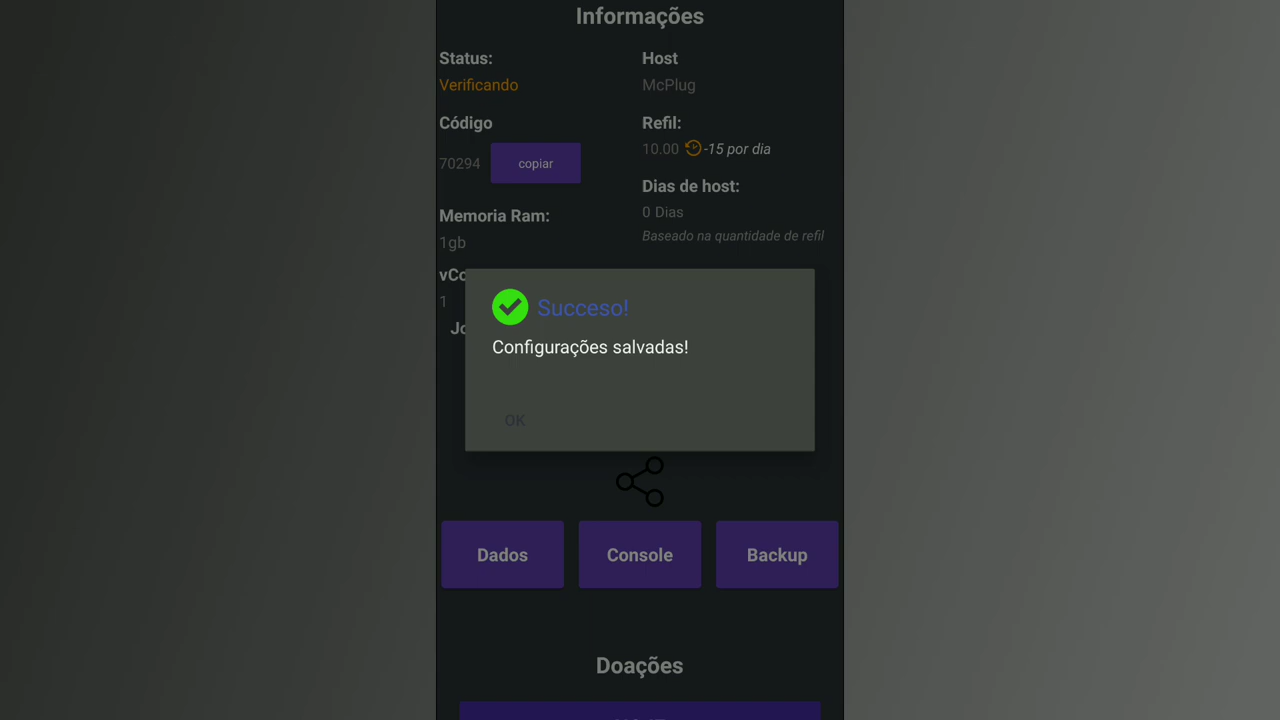 Informações
Status:
Verificando
Host
McPlug
Código
70294
copiar
Refil:
10.00
-15 por dia
Dias de host:
0 Dias
Baseado na quantidade de refil
Memoria Ram:
1gb
1
Succeso!
Configurações salvadas!
OK
Dados
Console
Backup
Doações